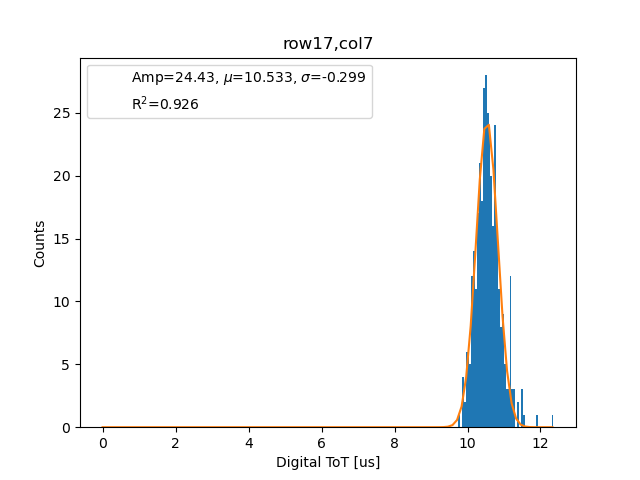 row17,col7
Amp=24.43, μ=10.533, σ=-0.299
R²=0.926
25
20
15
10
5
0
Counts
0 2 4 6 8 10 12
Digital ToT [us]